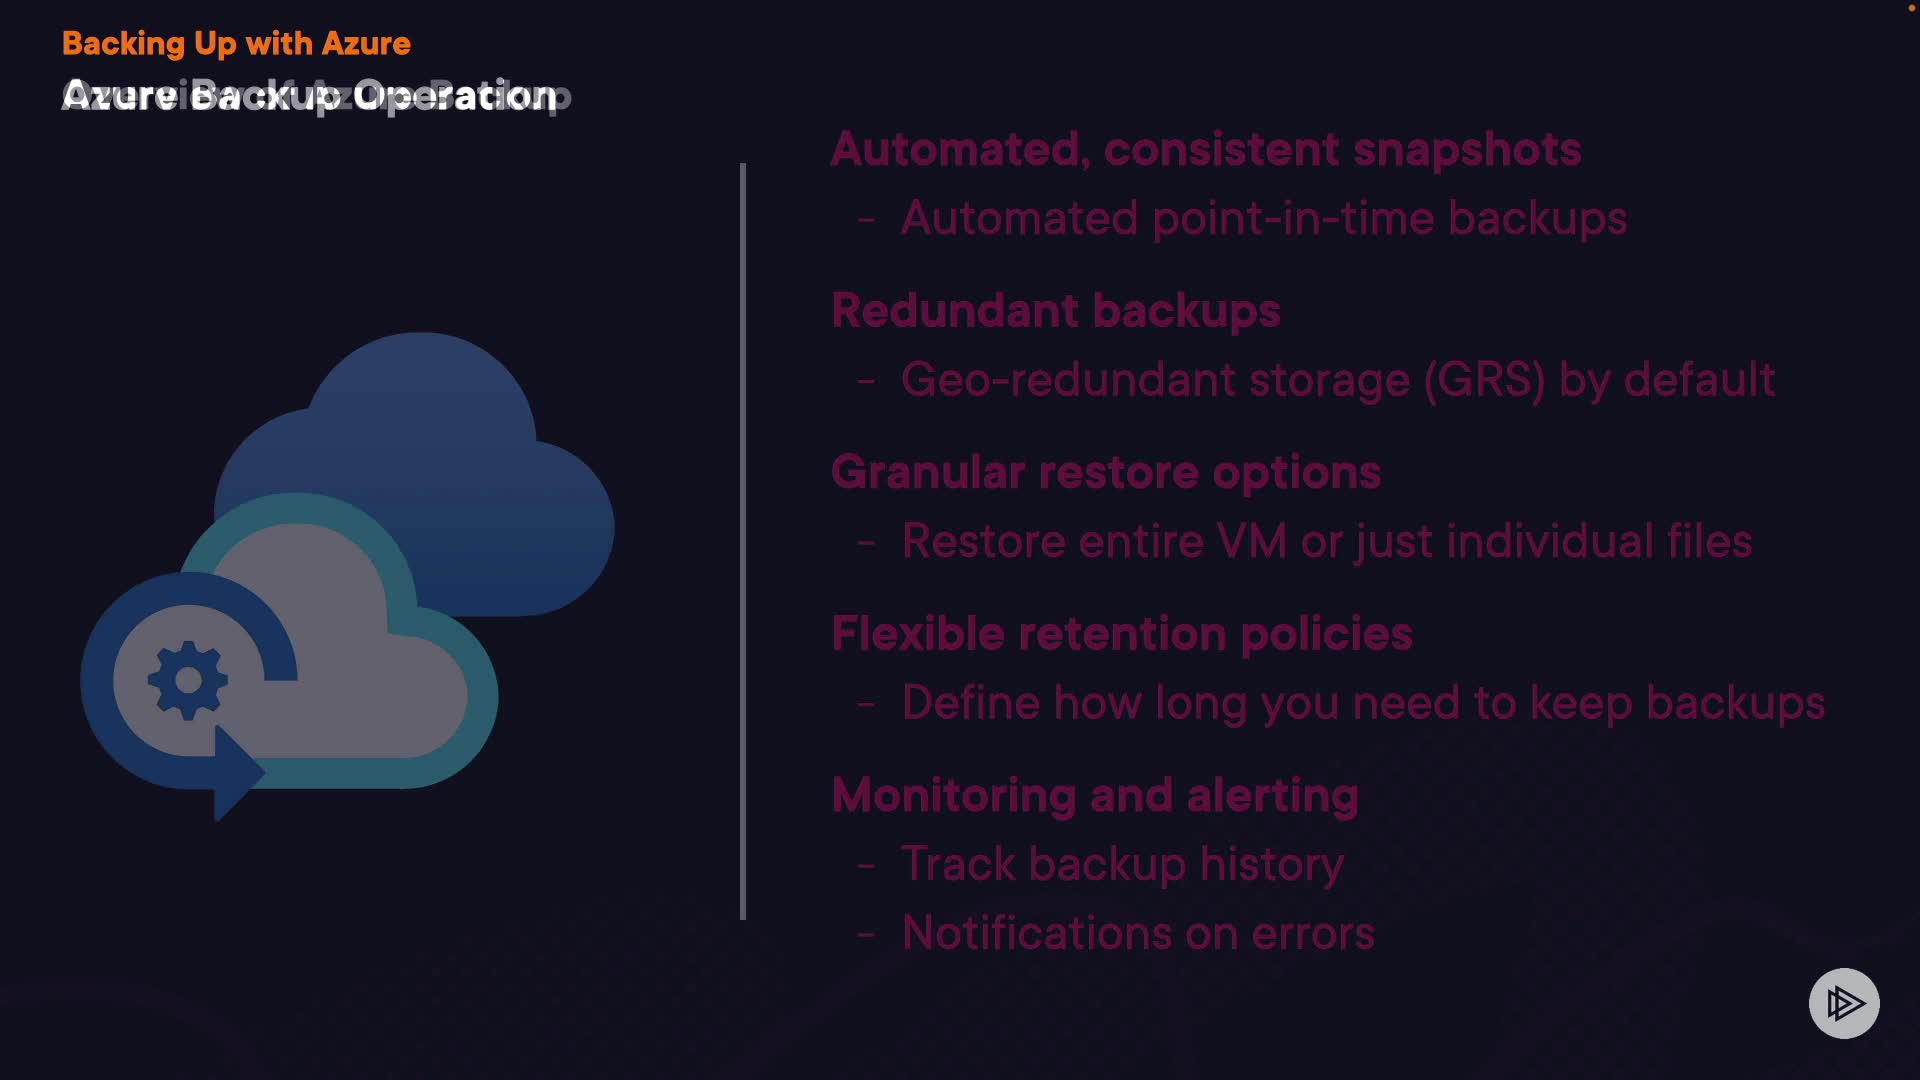 Backing Up with Azure
Azure Backup Operation
Automated, consistent snapshots
- Automated point-in-time backups
Redundant backups
- Geo-redundant storage (GRS) by default
Granular restore options
- Restore entire VM or just individual files
Flexible retention policies
- Define how long you need to keep backups
Monitoring and alerting
- Track backup history
- Notifications on errors